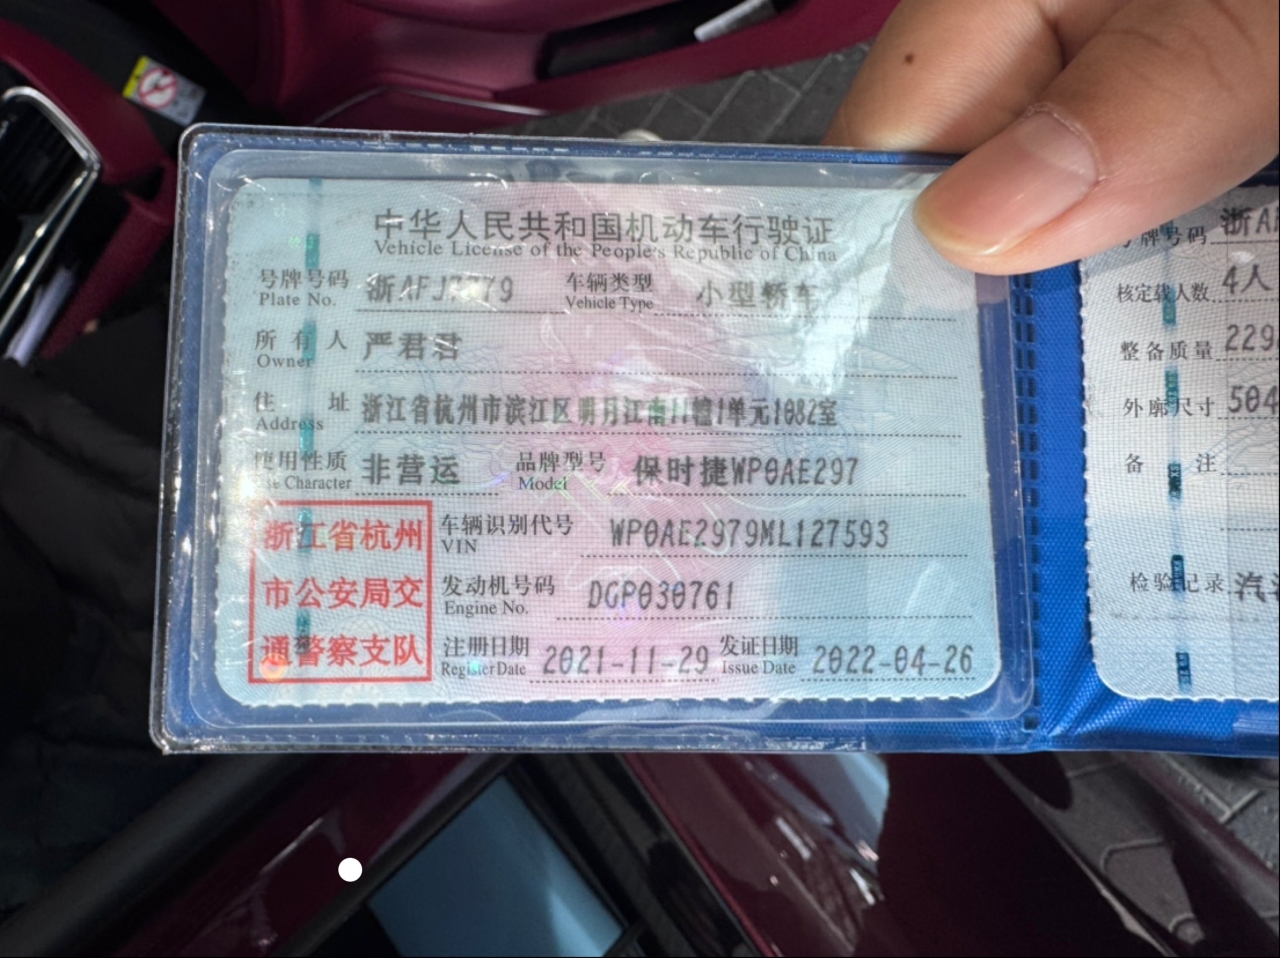 中华人民共和国机动车行驶证
Vehicle License of the People's Republic of China
号牌号码 车辆类型 小型轿车
Plate No. Vehicle Type
所有人 严君君
Owner
住址 浙江省杭州市滨江区明月江南11幢1单元1082室
Address
使用性质 非营运 品牌型号 保时捷WP0AE297
Use Character Model
浙江省杭州
市公安局交
通警察支队
车辆识别代号 WP0AE2979ML127593
VIN
发动机号码 DGP030761
Engine No.
注册日期 2021-11-29 发证日期 2022-04-26
Register Date Issue Date
号牌号码
核定载人数 4人
整备质量 229
外廓尺寸 504
备注
检验记录